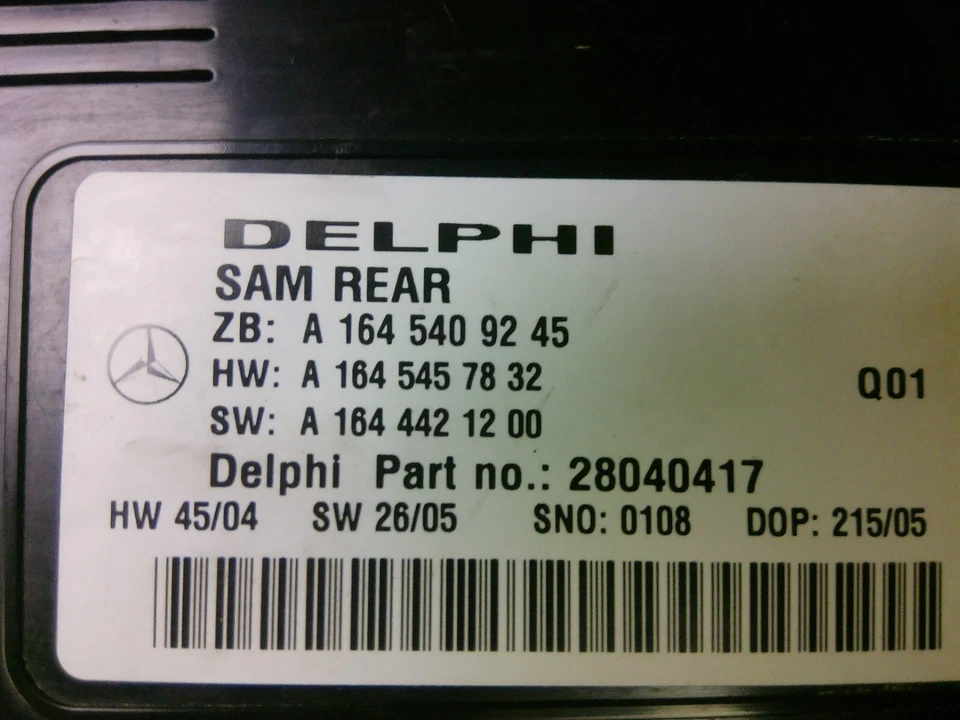 DELPHI
SAM REAR
ZB: A 164 540 92 45
HW: A 164 545 78 32
Q01
SW: A 164 442 12 00
Delphi Part no.: 28040417
HW 45/04 SW 26/05 SNO: 0108 DOP: 215/05